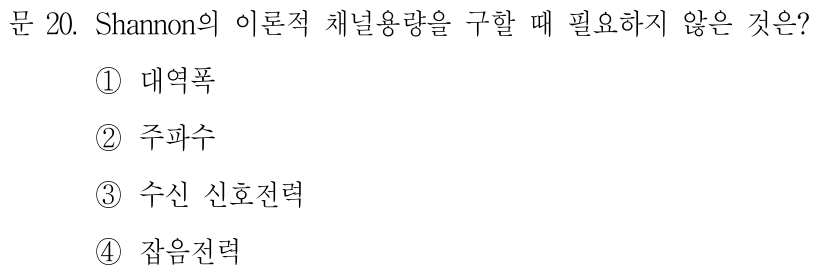 문 20. Shannon의 이론적 채널용량을 구할 때 필요하지 않은 것은?
① 대역폭
② 주파수
③ 수신 신호전력
④ 잡음전력